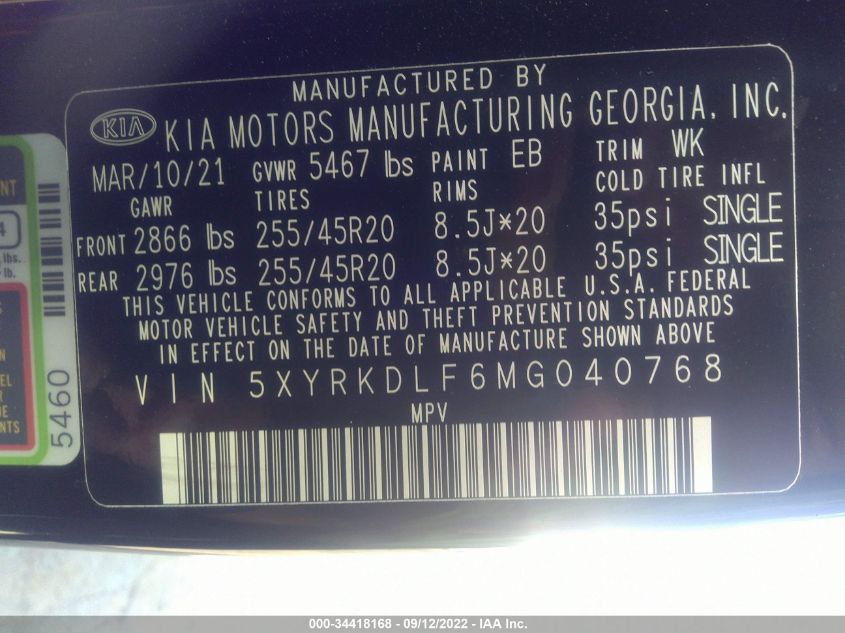 MANUFACTURED BY
KIA KIA MOTORS MANUFACTURING GEORGIA, INC.
MAR/10/21 GVWR 5467 lbs PAINT EB TRIM WK
GAWR TIRES RIMS COLD TIRE INFL
FRONT 2866 lbs 255/45R20 8.5J*20 35psi SINGLE
REAR 2976 lbs 255/45R20 8.5J*20 35psi SINGLE
THIS VEHICLE CONFORMS TO ALL APPLICABLE U.S.A. FEDERAL
MOTOR VEHICLE SAFETY AND THEFT PREVENTION STANDARDS
IN EFFECT ON THE DATE OF MANUFACTURE SHOWN ABOVE
VIN 5XYRKDLF6MG040768
MPV
4
lbs.
lb.
5460
000-34418168 - 09/12/2022 - IAA Inc.